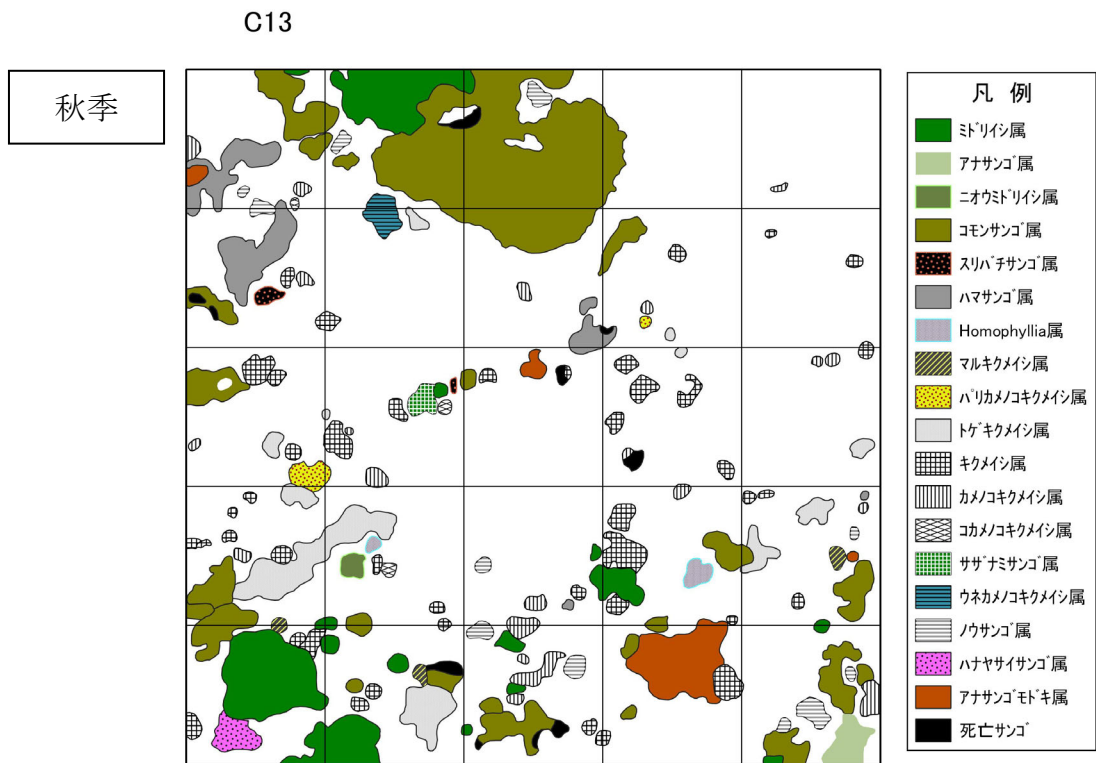 C13
秋季
凡 例
ミドリイシ属
アナサンゴ属
ニオウミドリイシ属
コモンサンゴ属
スリバチサンゴ属
ハマサンゴ属
Homophyllia属
マルキクメイシ属
パリカメノコキクメイシ属
トゲキクメイシ属
キクメイシ属
カメノコキクメイシ属
コカメノコキクメイシ属
サザナミサンゴ属
ウネカメノコキクメイシ属
ノウサンゴ属
ハナヤサイサンゴ属
アナサンゴモドキ属
死亡サンゴ